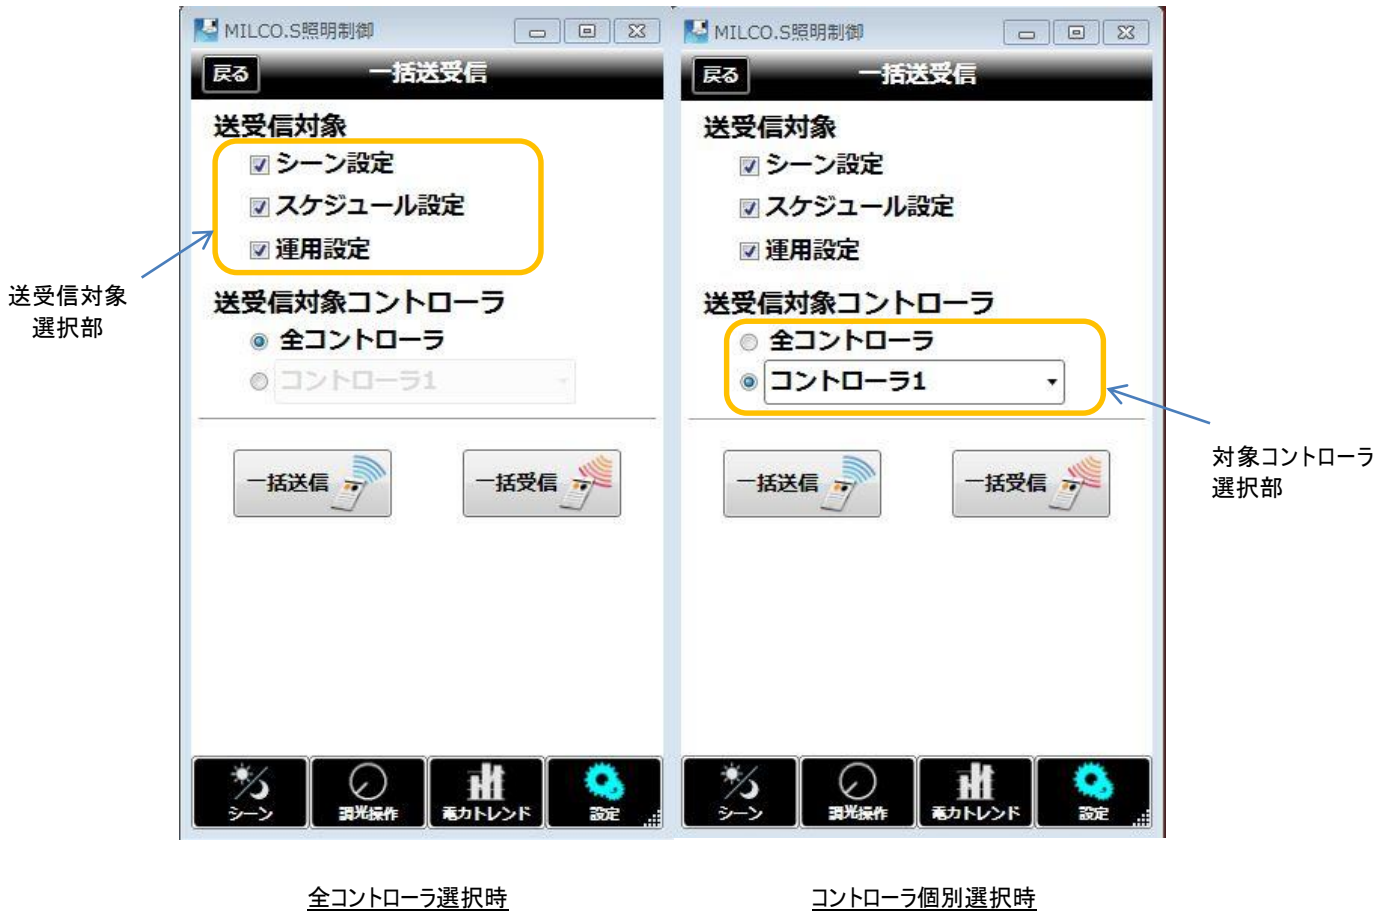 MILCO.S照明制御
戻る 一括送受信
送受信対象
シーン設定
スケジュール設定
運用設定
送受信対象コントローラ
全コントローラ
コントローラ1
一括送信 一括受信
シーン 調光操作 電力トレンド 設定
全コントローラ選択時
送受信対象
選択部
MILCO.S照明制御
戻る 一括送受信
送受信対象
シーン設定
スケジュール設定
運用設定
送受信対象コントローラ
全コントローラ
コントローラ1
一括送信 一括受信
シーン 調光操作 電力トレンド 設定
コントローラ個別選択時
対象コントローラ
選択部